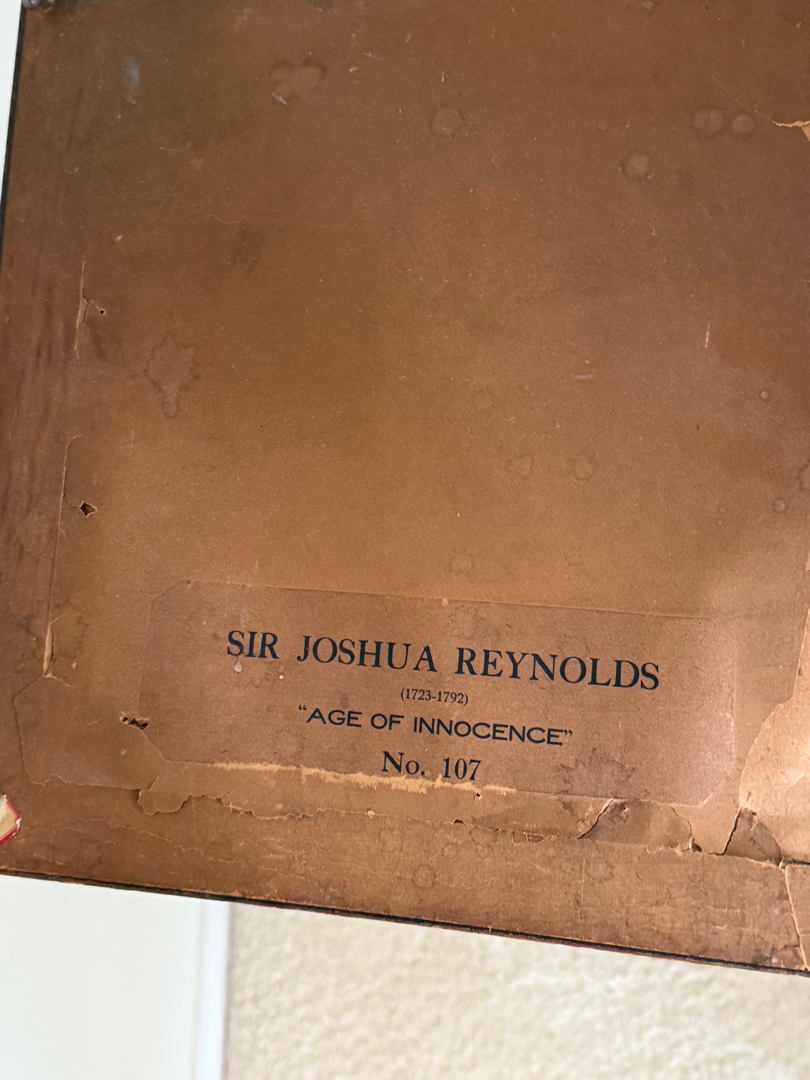 SIR JOSHUA REYNOLDS
(1723-1792)
“AGE OF INNOCENCE”
No. 107